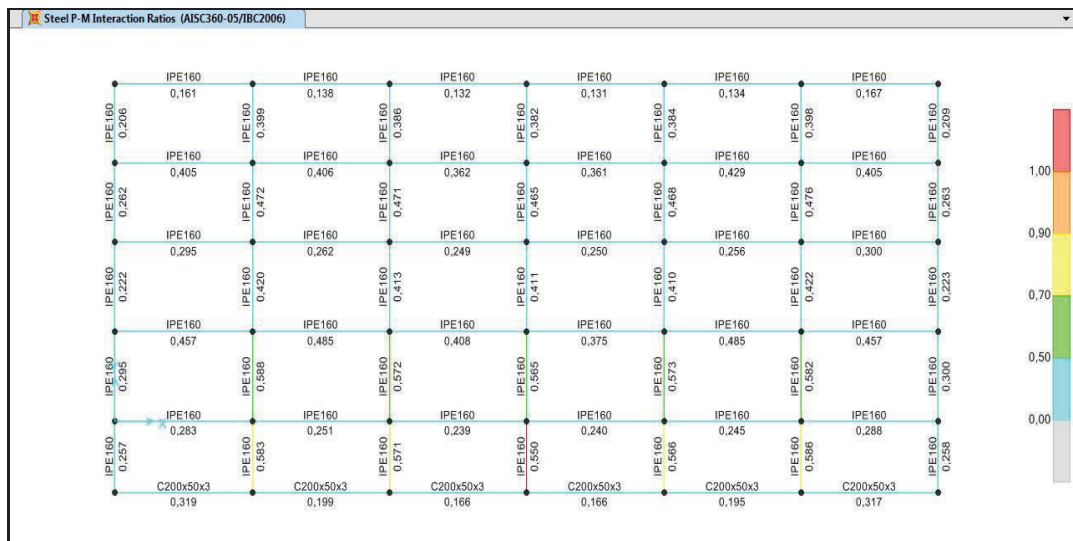 Steel P-M Interaction Ratios (AISC360-05/IBC2006)
IPE160 IPE160 IPE160 IPE160 IPE160 IPE160
0,161 0,138 0,132 0,131 0,134 0,167
IPE160 IPE160 IPE160 IPE160 IPE160 IPE160 IPE160
0,206 0,399 0,386 0,382 0,384 0,398 0,209
IPE160 IPE160 IPE160 IPE160 IPE160 IPE160
0,405 0,406 0,362 0,361 0,429 0,405
IPE160 IPE160 IPE160 IPE160 IPE160 IPE160 IPE160
0,262 0,472 0,471 0,465 0,468 0,476 0,263
IPE160 IPE160 IPE160 IPE160 IPE160 IPE160
0,295 0,262 0,249 0,250 0,256 0,300
IPE160 IPE160 IPE160 IPE160 IPE160 IPE160 IPE160
0,222 0,420 0,413 0,411 0,410 0,422 0,223
IPE160 IPE160 IPE160 IPE160 IPE160 IPE160
0,457 0,485 0,408 0,375 0,485 0,457
IPE160 IPE160 IPE160 IPE160 IPE160 IPE160 IPE160
0,295 0,588 0,572 0,565 0,573 0,582 0,300
X
IPE160 IPE160 IPE160 IPE160 IPE160 IPE160
0,283 0,251 0,239 0,240 0,245 0,288
IPE160 IPE160 IPE160 IPE160 IPE160 IPE160 IPE160
0,257 0,583 0,571 0,550 0,566 0,586 0,258
C200x50x3 C200x50x3 C200x50x3 C200x50x3 C200x50x3 C200x50x3
0,319 0,199 0,166 0,166 0,195 0,317
1,00
0,90
0,70
0,50
0,00